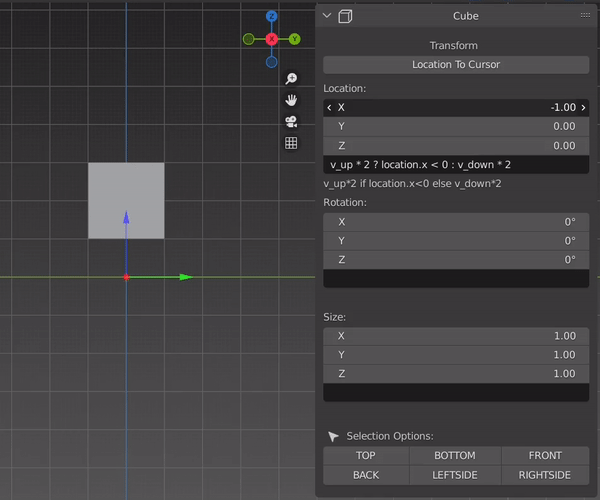 Z
X
Y
Cube
Transform
Location To Cursor
Location:
X -1.00
Y 0.00
Z 0.00
v_up * 2 ? location.x < 0 : v_down * 2
v_up*2 if location.x<0 else v_down*2
Rotation:
X 0°
Y 0°
Z 0°
Size:
X 1.00
Y 1.00
Z 1.00
Selection Options:
TOP BOTTOM FRONT
BACK LEFTSIDE RIGHTSIDE